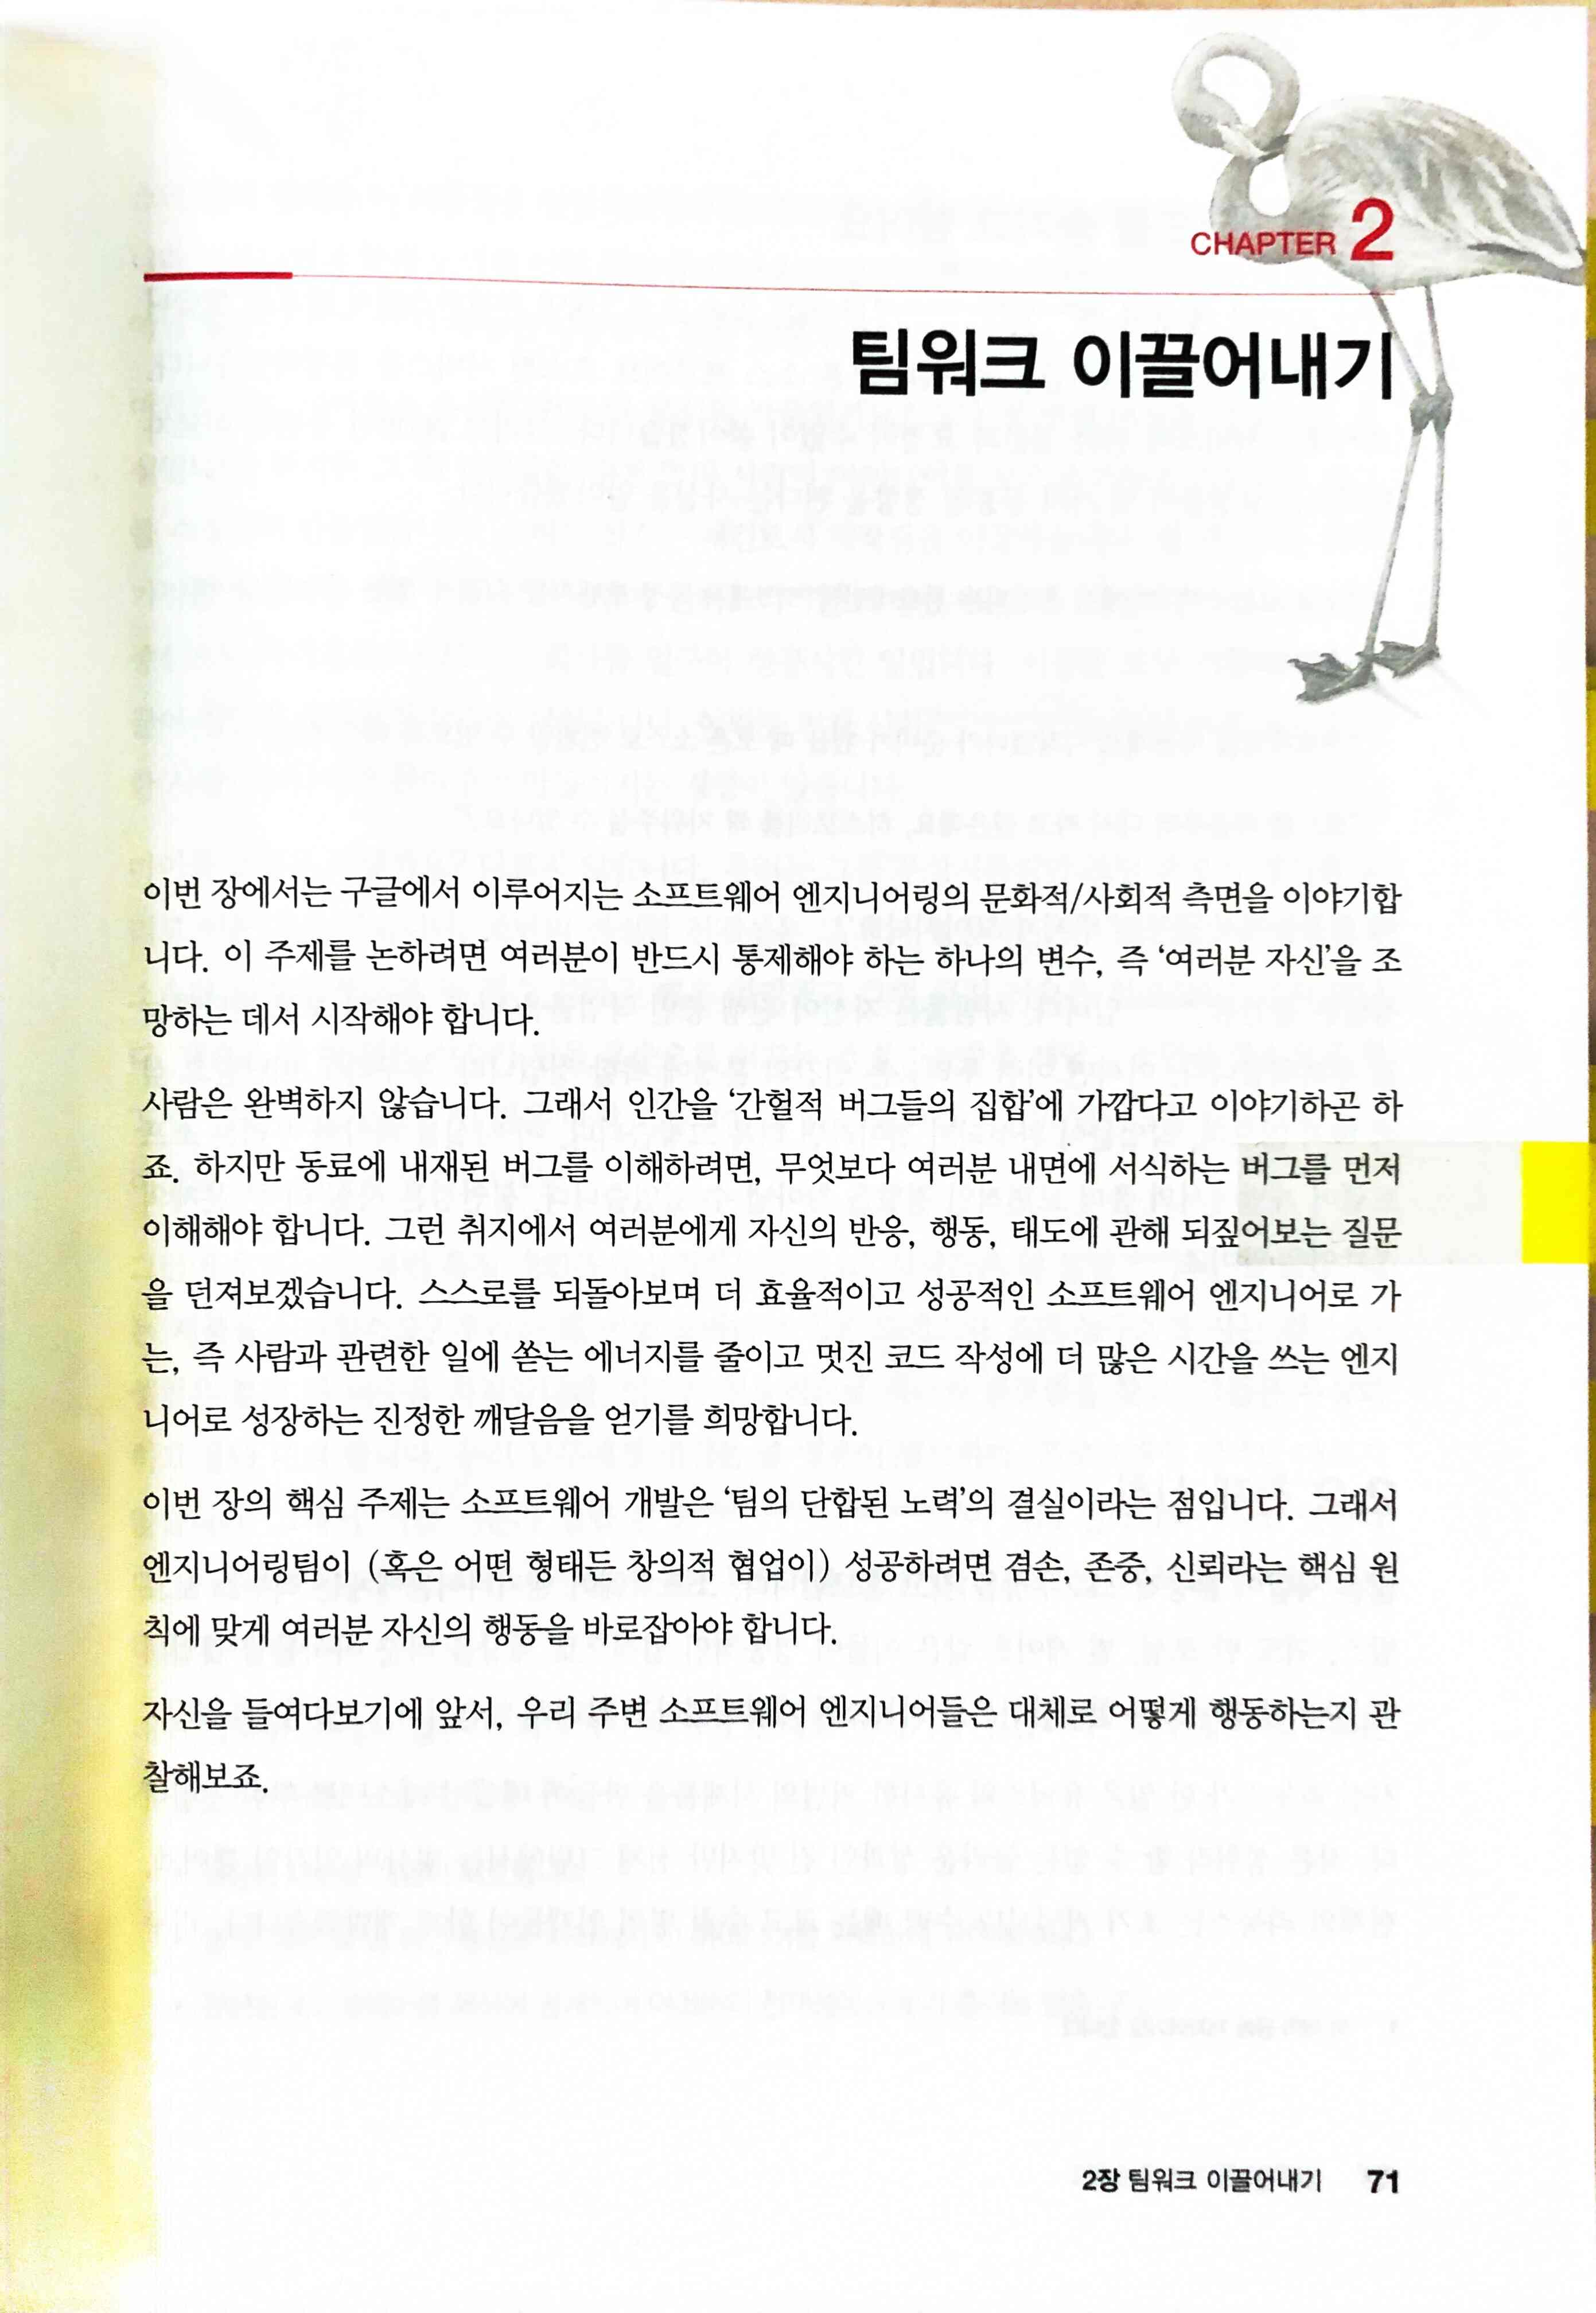 CHAPTER 2
팀워크 이끌어내기
이번 장에서는 구글에서 이루어지는 소프트웨어 엔지니어링의 문화적/사회적 측면을 이야기합
니다. 이 주제를 논하려면 여러분이 반드시 통제해야 하는 하나의 변수, 즉 ‘여러분 자신’을 조
망하는 데서 시작해야 합니다.
사람은 완벽하지 않습니다. 그래서 인간을 ‘간헐적 버그들의 집합’에 가깝다고 이야기하곤 하
죠. 하지만 동료에 내재된 버그를 이해하려면, 무엇보다 여러분 내면에 서식하는 버그를 먼저
이해해야 합니다. 그런 취지에서 여러분에게 자신의 반응, 행동, 태도에 관해 되짚어보는 질문
을 던져보겠습니다. 스스로를 되돌아보며 더 효율적이고 성공적인 소프트웨어 엔지니어로 가
는, 즉 사람과 관련한 일에 쏟는 에너지를 줄이고 멋진 코드 작성에 더 많은 시간을 쓰는 엔지
니어로 성장하는 진정한 깨달음을 얻기를 희망합니다.
이번 장의 핵심 주제는 소프트웨어 개발은 ‘팀의 단합된 노력’의 결실이라는 점입니다. 그래서
엔지니어링팀이 (혹은 어떤 형태든 창의적 협업이) 성공하려면 겸손, 존중, 신뢰라는 핵심 원
칙에 맞게 여러분 자신의 행동을 바로잡아야 합니다.
자신을 들여다보기에 앞서, 우리 주변 소프트웨어 엔지니어들은 대체로 어떻게 행동하는지 관
찰해보죠.
2장 팀워크 이끌어내기 71